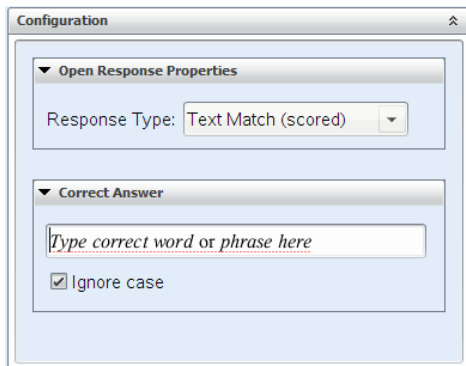 Configuration
Open Response Properties
Response Type: Text Match (scored)
Correct Answer
Type correct word or phrase here
Ignore case